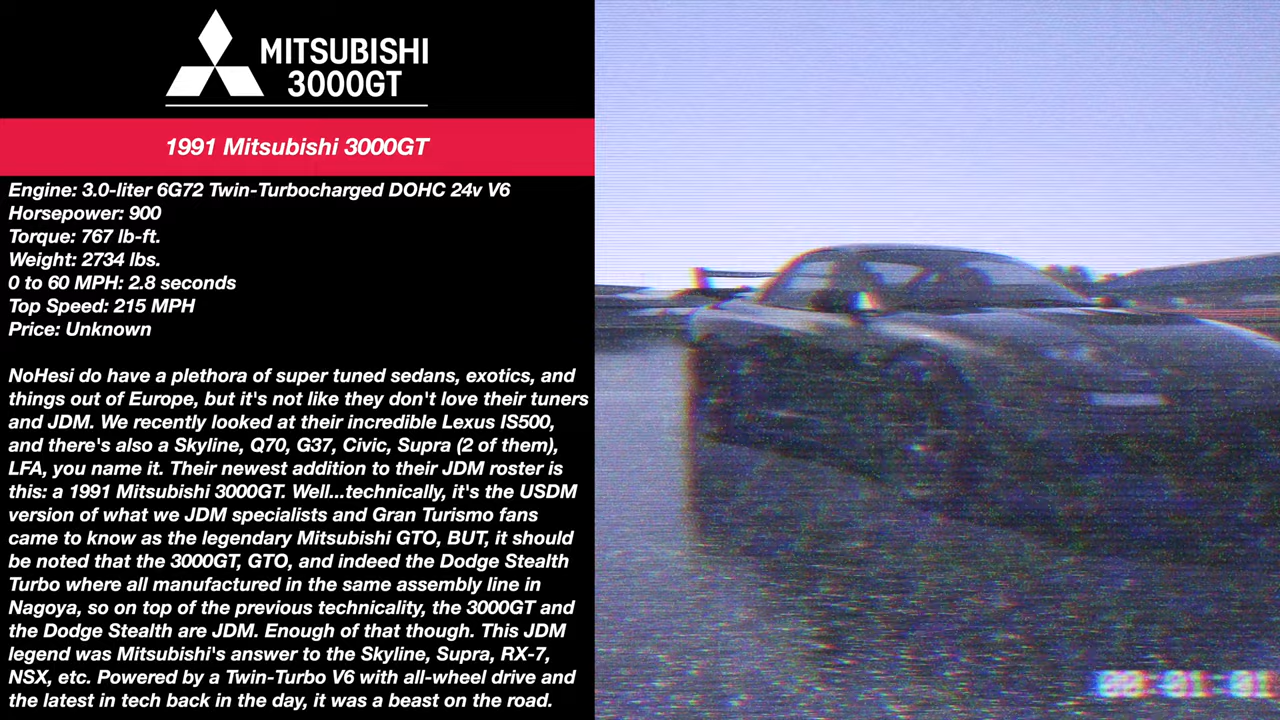 MITSUBISHI
3000GT
1991 Mitsubishi 3000GT
Engine: 3.0-liter 6G72 Twin-Turbocharged DOHC 24v V6
Horsepower: 900
Torque: 767 lb-ft.
Weight: 2734 lbs.
0 to 60 MPH: 2.8 seconds
Top Speed: 215 MPH
Price: Unknown
NoHesi do have a plethora of super tuned sedans, exotics, and
things out of Europe, but it's not like they don't love their tuners
and JDM. We recently looked at their incredible Lexus IS500,
and there's also a Skyline, Q70, G37, Civic, Supra (2 of them),
LFA, you name it. Their newest addition to their JDM roster is
this: a 1991 Mitsubishi 3000GT. Well...technically, it's the USDM
version of what we JDM specialists and Gran Turismo fans
came to know as the legendary Mitsubishi GTO, BUT, it should
be noted that the 3000GT, GTO, and indeed the Dodge Stealth
Turbo where all manufactured in the same assembly line in
Nagoya, so on top of the previous technicality, the 3000GT and
the Dodge Stealth are JDM. Enough of that though. This JDM
legend was Mitsubishi's answer to the Skyline, Supra, RX-7,
NSX, etc. Powered by a Twin-Turbo V6 with all-wheel drive and
the latest in tech back in the day, it was a beast on the road.
00:01:01